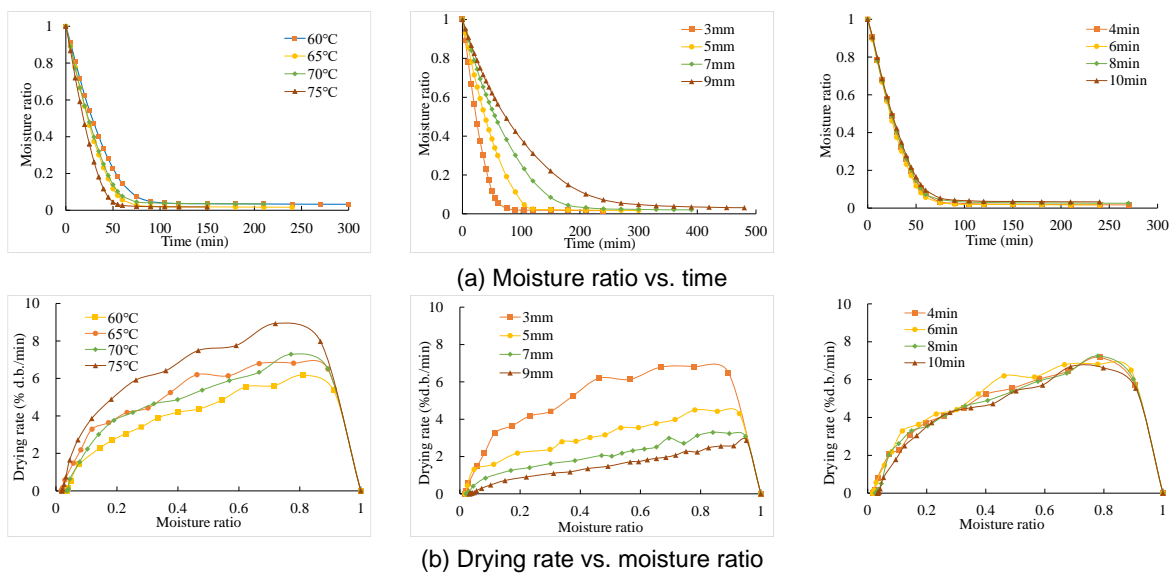 1
0.8
0.6
0.4
0.2
0
Moisture ratio
60℃
65℃
70℃
75℃
0 50 100 150 200 250 300
Time (min)
1
0.8
0.6
0.4
0.2
0
Moisture ratio
3mm
5mm
7mm
9mm
0 100 200 300 400 500
Time (mim)
1
0.8
0.6
0.4
0.2
0
Moisture ratio
4min
6min
8min
10min
0 50 100 150 200 250 300
Time (min)
(a) Moisture ratio vs. time
10
8
6
4
2
0
Drying rate (% d.b./min)
60℃
65℃
70℃
75℃
0 0.2 0.4 0.6 0.8 1
Moisture ratio
10
8
6
4
2
0
Drying rate (%d.b./min)
3mm
5mm
7mm
9mm
0 0.2 0.4 0.6 0.8 1
Moisture ratio
10
8
6
4
2
0
Drying rate (%d.b./min)
4min
6min
8min
10min
0 0.2 0.4 0.6 0.8 1
Moisture ratio
(b) Drying rate vs. moisture ratio